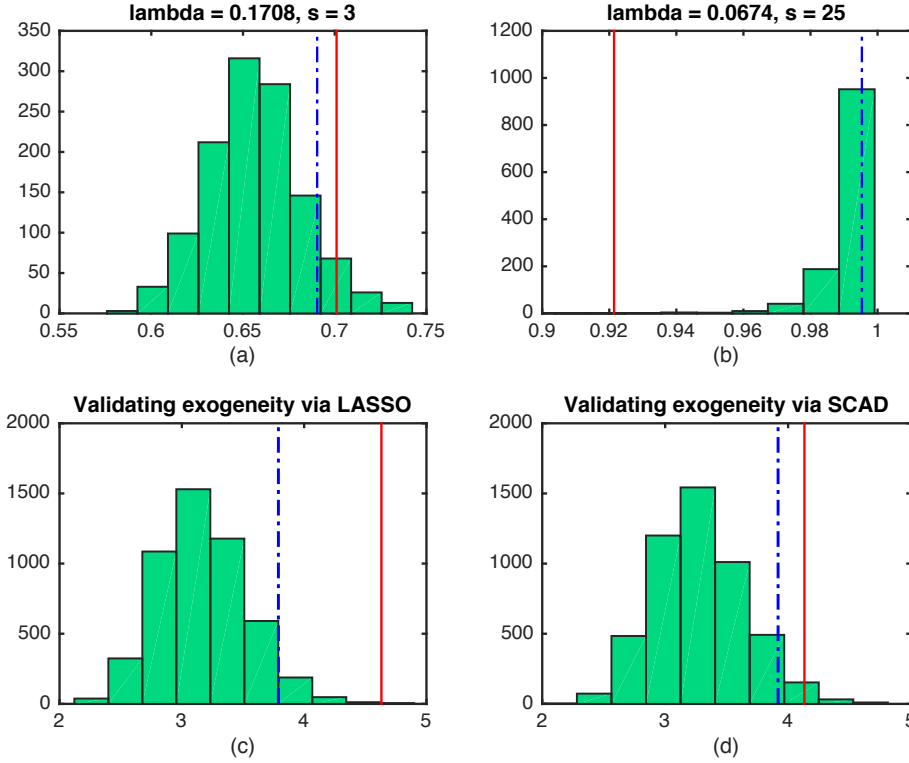 lambda = 0.1708, s = 3
350
300
250
200
150
100
50
0
0.55 0.6 0.65 0.7 0.75
(a)
lambda = 0.0674, s = 25
1200
1000
800
600
400
200
0
0.9 0.92 0.94 0.96 0.98 1
(b)
Validating exogeneity via LASSO
2000
1500
1000
500
0
2 3 4 5
(c)
Validating exogeneity via SCAD
2000
1500
1000
500
0
2 3 4 5
(d)